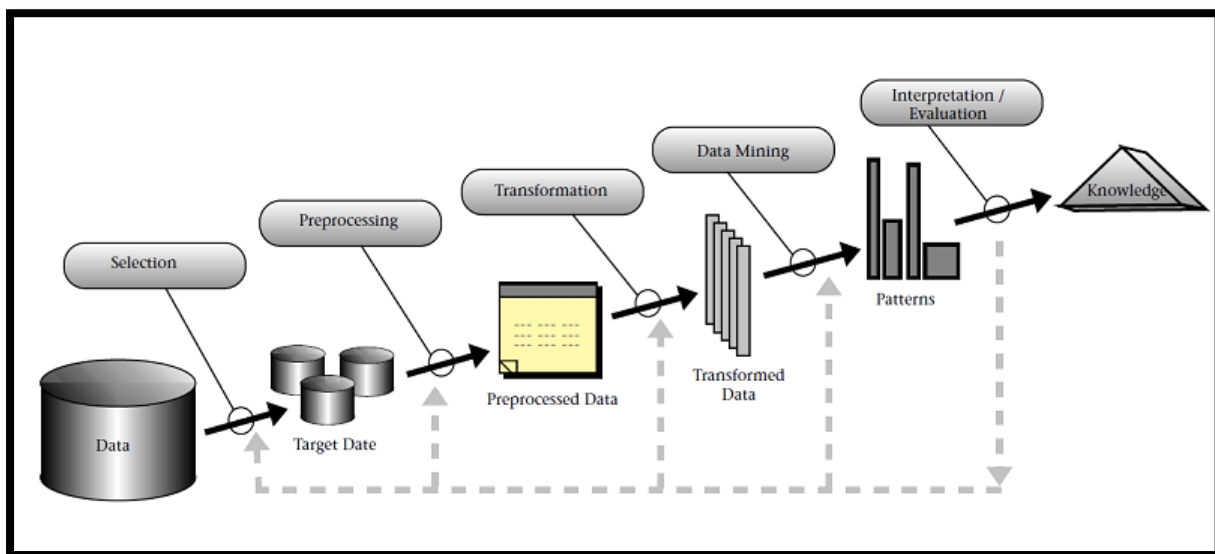 Interpretation /
Evaluation
Data Mining
Transformation
Knowledge
Preprocessing
Selection
Patterns
Transformed
Data
Preprocessed Data
Target Date
Data